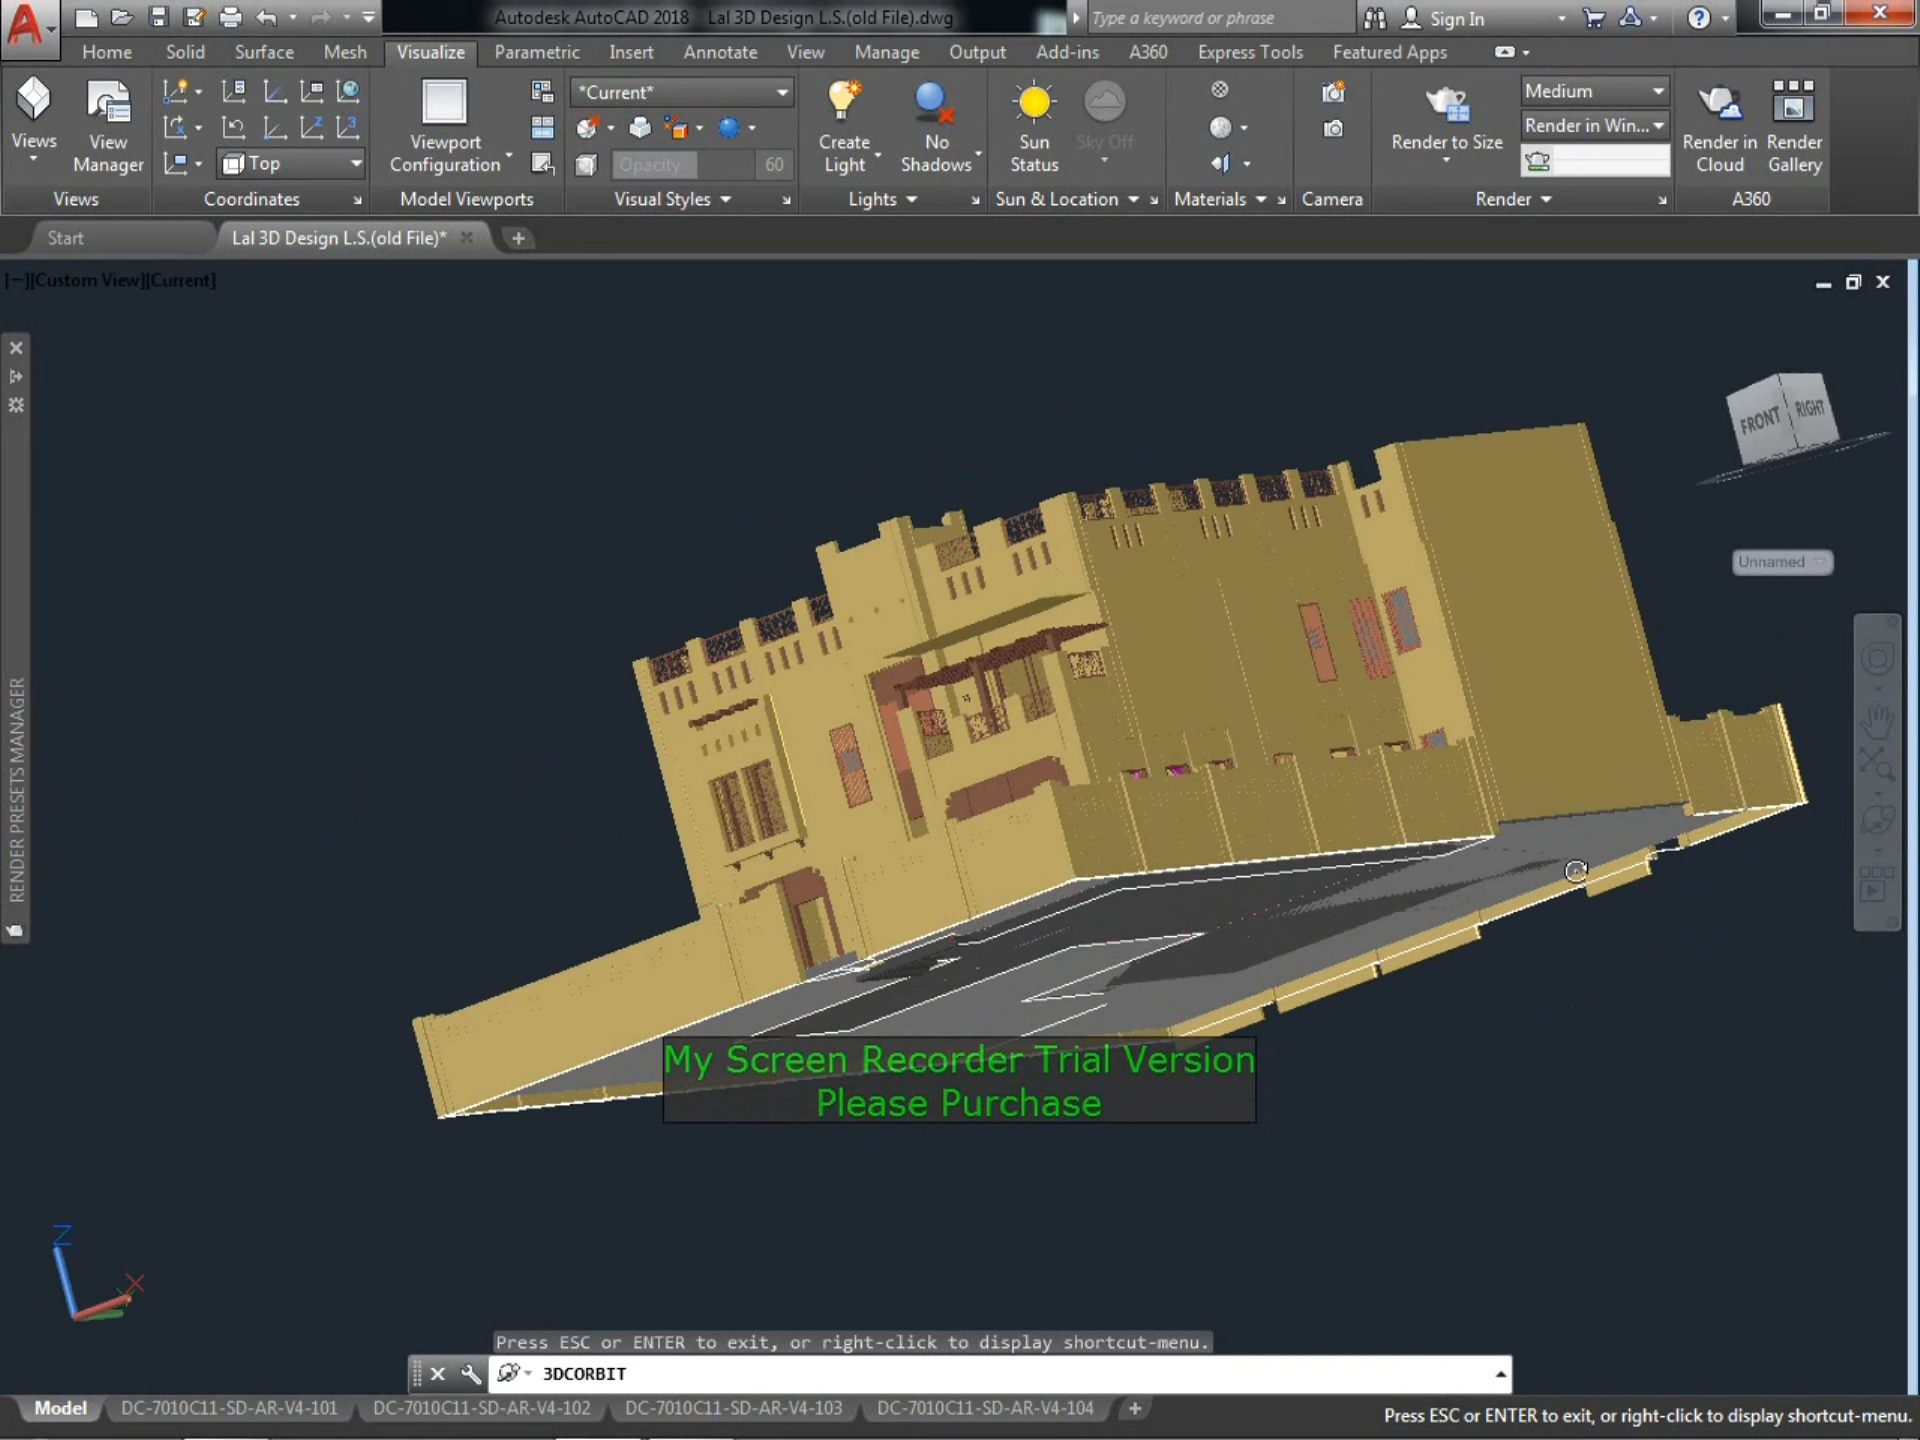 Autodesk AutoCAD 2018 Lal 3D Design L.S.(old File).dwg
Type a keyword or phrase
Sign In
Home Solid Surface Mesh Visualize Parametric Insert Annotate View Manage Output Add-ins A360 Express Tools Featured Apps
Views
View Manager
Top
Viewport Configuration
*Current*
Opacity 60
Create Light
No Shadows
Sun Status
Sky Off
Render to Size
Medium
Render in Win...
Render in Cloud
Render Gallery
Views Coordinates Model Viewports Visual Styles Lights Sun & Location Materials Camera Render A360
Start Lal 3D Design L.S.(old File)*
[−][Custom View][Current]
FRONT RIGHT
Unnamed
RENDER PRESETS MANAGER
My Screen Recorder Trial Version
Please Purchase
Z
X
Press ESC or ENTER to exit, or right-click to display shortcut-menu.
3DCORBIT
Model DC-7010C11-SD-AR-V4-101 DC-7010C11-SD-AR-V4-102 DC-7010C11-SD-AR-V4-103 DC-7010C11-SD-AR-V4-104
Press ESC or ENTER to exit, or right-click to display shortcut-menu.